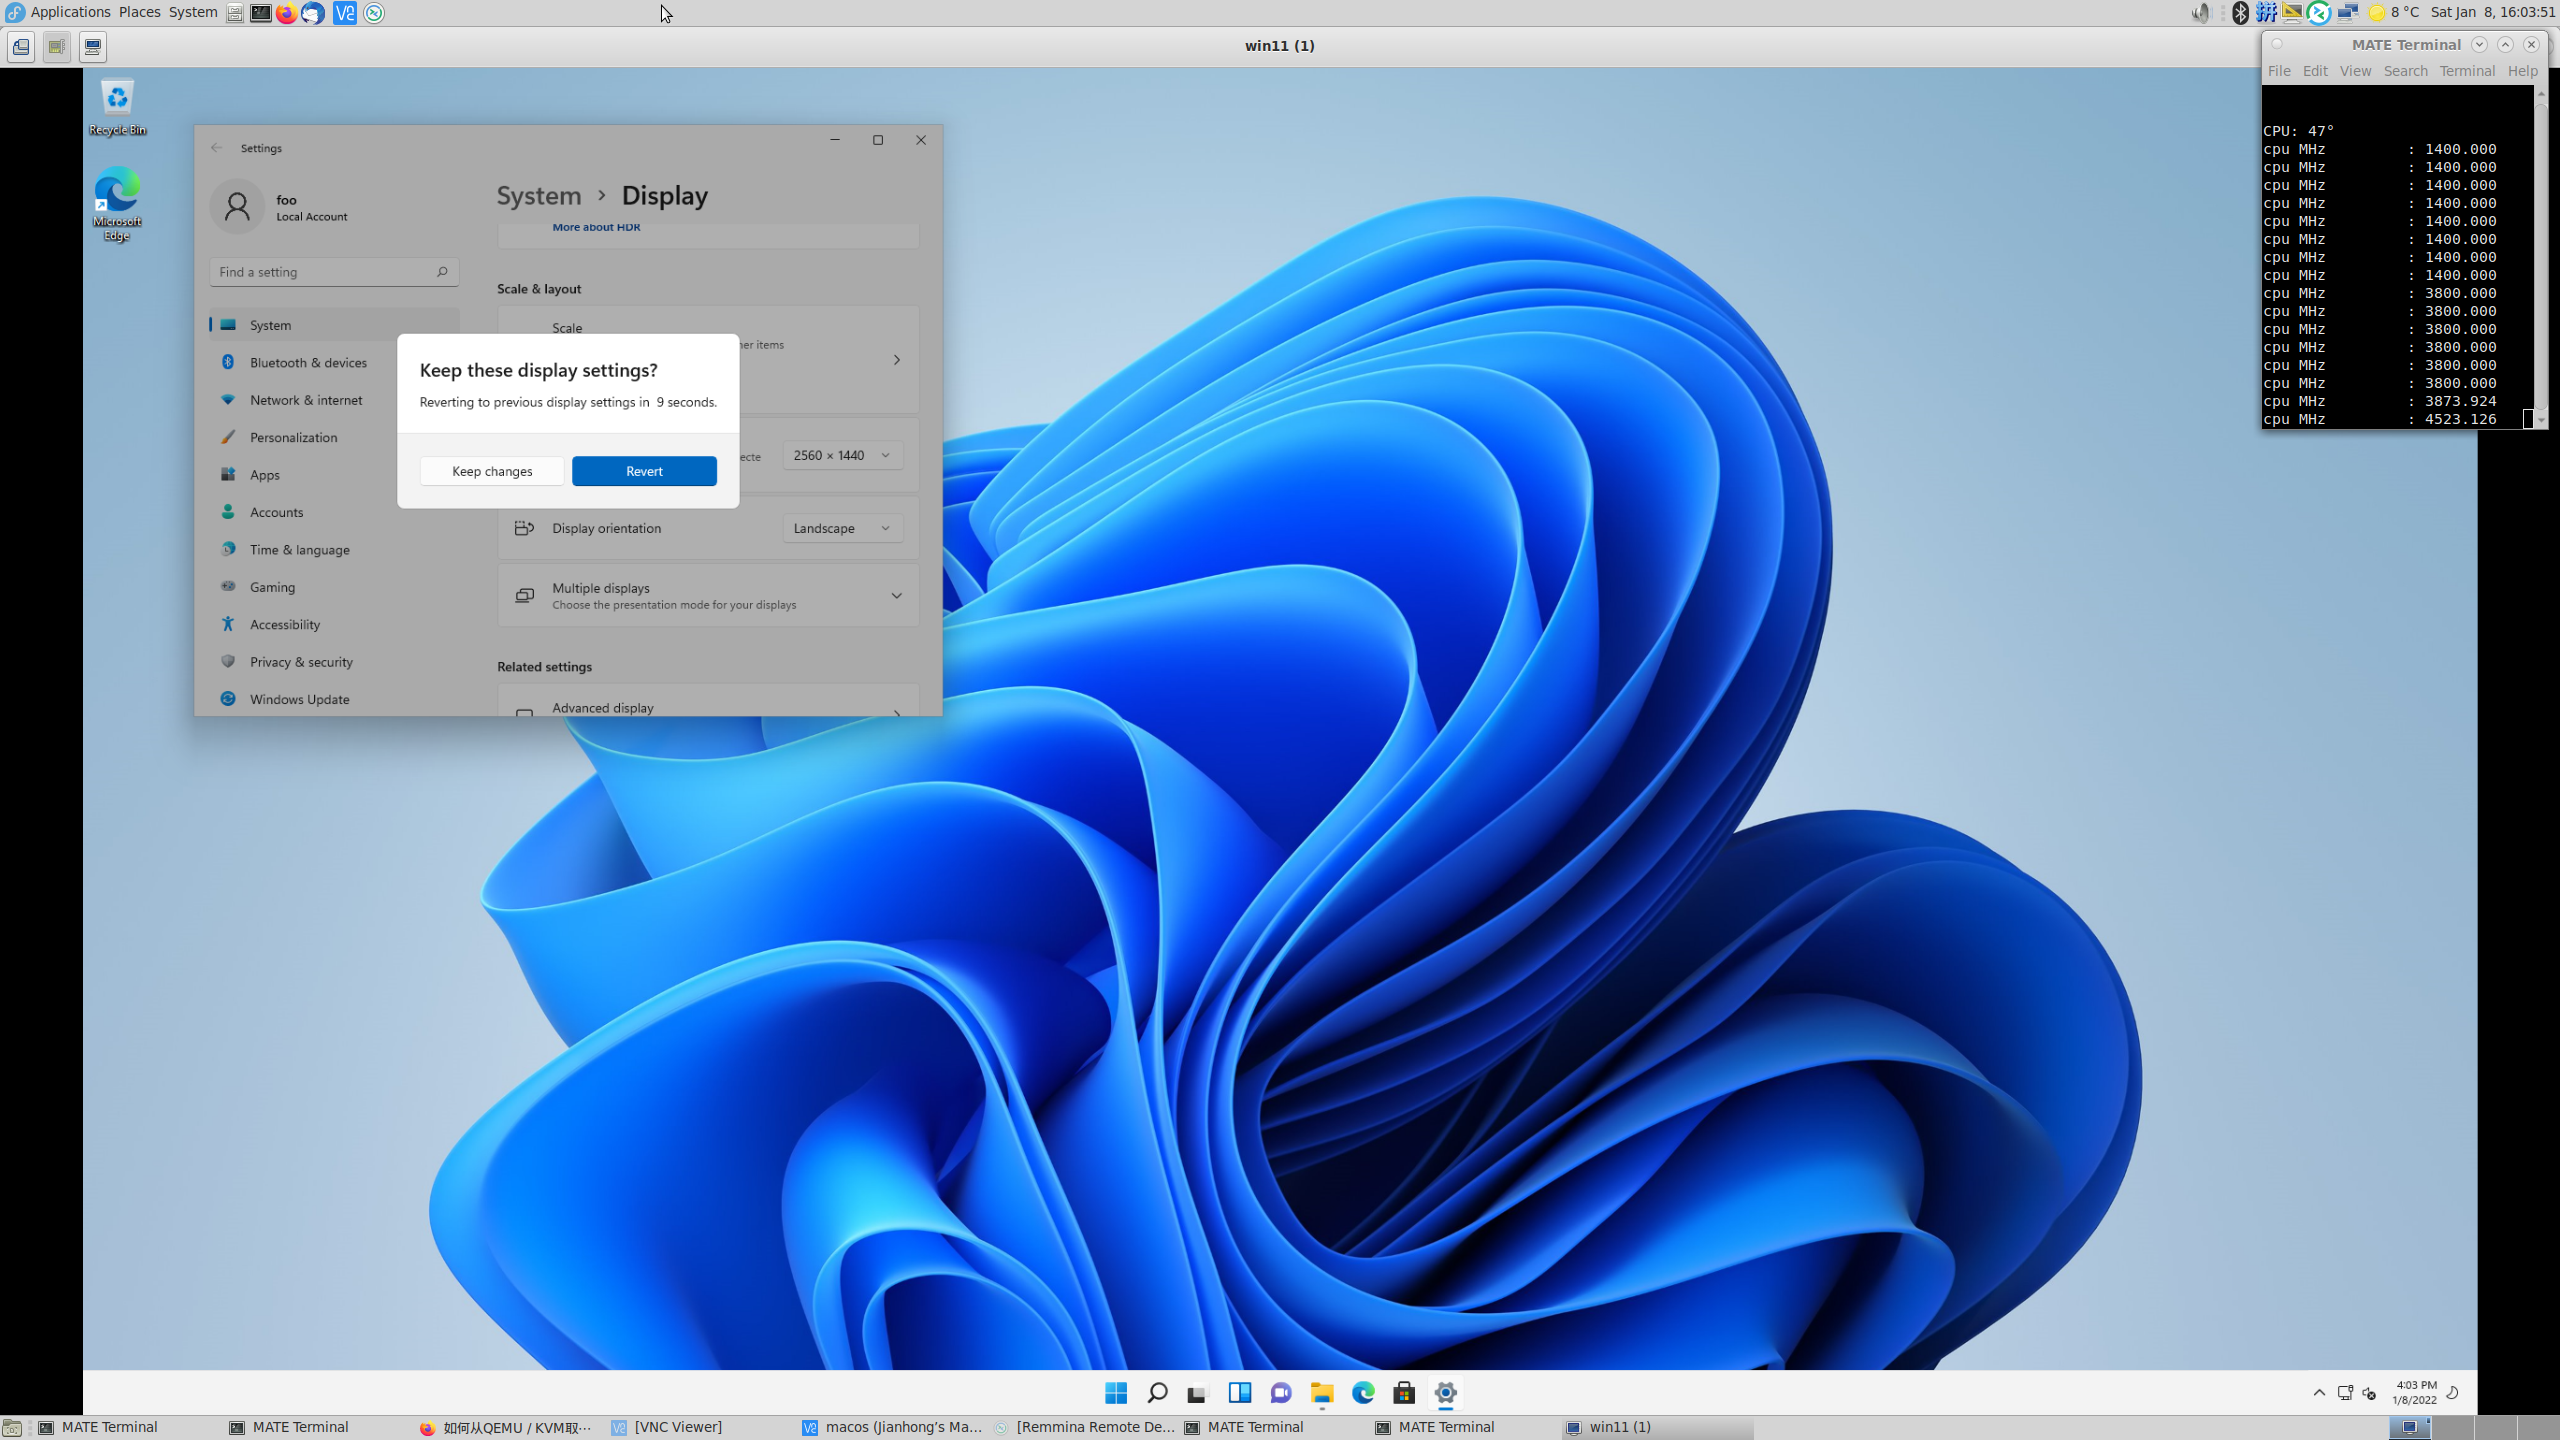 Applications Places System
8 °C Sat Jan 8, 16:03:51
win11 (1)
MATE Terminal
File Edit View Search Terminal Help
CPU: 47°
cpu MHz : 1400.000
cpu MHz : 1400.000
cpu MHz : 1400.000
cpu MHz : 1400.000
cpu MHz : 1400.000
cpu MHz : 1400.000
cpu MHz : 1400.000
cpu MHz : 1400.000
cpu MHz : 3800.000
cpu MHz : 3800.000
cpu MHz : 3800.000
cpu MHz : 3800.000
cpu MHz : 3800.000
cpu MHz : 3800.000
cpu MHz : 3873.924
cpu MHz : 4523.126
Recycle Bin
Microsoft
Edge
Settings
foo
Local Account
Find a setting
System
Bluetooth & devices
Network & internet
Personalization
Apps
Accounts
Time & language
Gaming
Accessibility
Privacy & security
Windows Update
System › Display
More about HDR
Scale & layout
Scale
her items
Keep these display settings?
Reverting to previous display settings in 9 seconds.
Keep changes
Revert
ecte
2560 × 1440
Display orientation
Landscape
Multiple displays
Choose the presentation mode for your displays
Related settings
Advanced display
4:03 PM
1/8/2022
MATE Terminal
MATE Terminal
如何从QEMU / KVM取···
[VNC Viewer]
macos (Jianhong’s Ma...
[Remmina Remote De...
MATE Terminal
MATE Terminal
win11 (1)